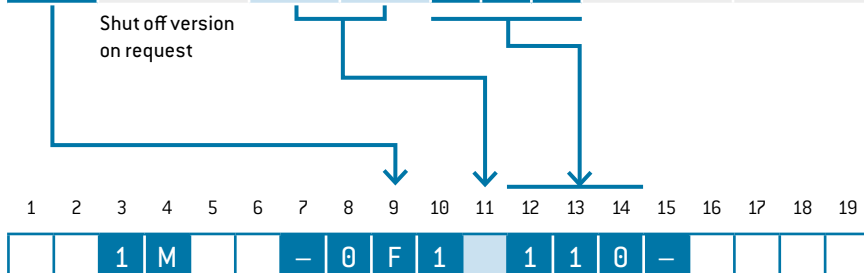 Shut off version
on request
1 2 3 4 5 6 7 8 9 10 11 12 13 14 15 16 17 18 19
1 M – 0 F 1 1 1 0 –